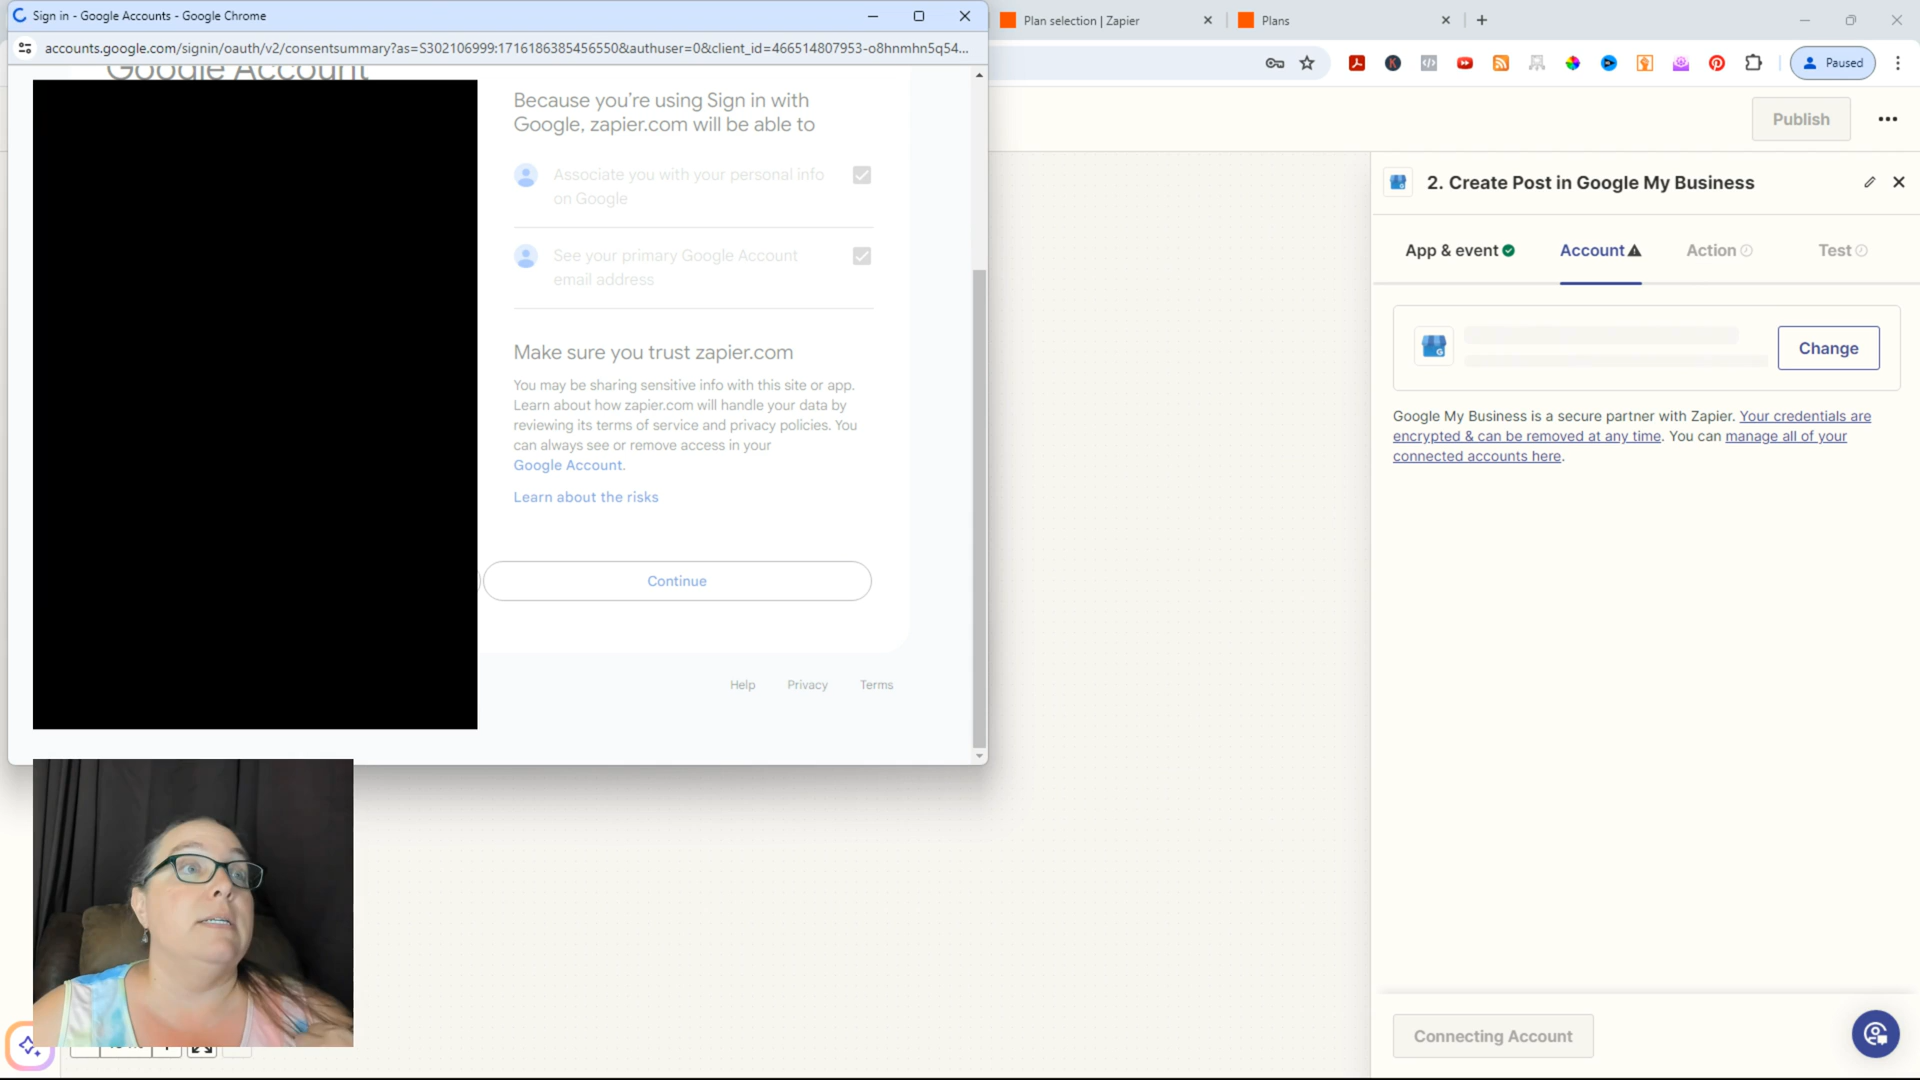 Sign in - Google Accounts - Google Chrome
Plan selection | Zapier
Plans
accounts.google.com/signin/oauth/v2/consentsummary?as=S302106999:1716186385456550&authuser=0&client_id=466514807953-o8hnmhn5q54...
Paused
Google Account
Because you're using Sign in with
Google, zapier.com will be able to
Associate you with your personal info
on Google
See your primary Google Account
email address
Make sure you trust zapier.com
You may be sharing sensitive info with this site or app.
Learn about how zapier.com will handle your data by
reviewing its terms of service and privacy policies. You
can always see or remove access in your
Google Account.
Learn about the risks
Continue
Help Privacy Terms
Publish
2. Create Post in Google My Business
App & event Account Action Test
Change
Google My Business is a secure partner with Zapier. Your credentials are
encrypted & can be removed at any time. You can manage all of your
connected accounts here.
Connecting Account